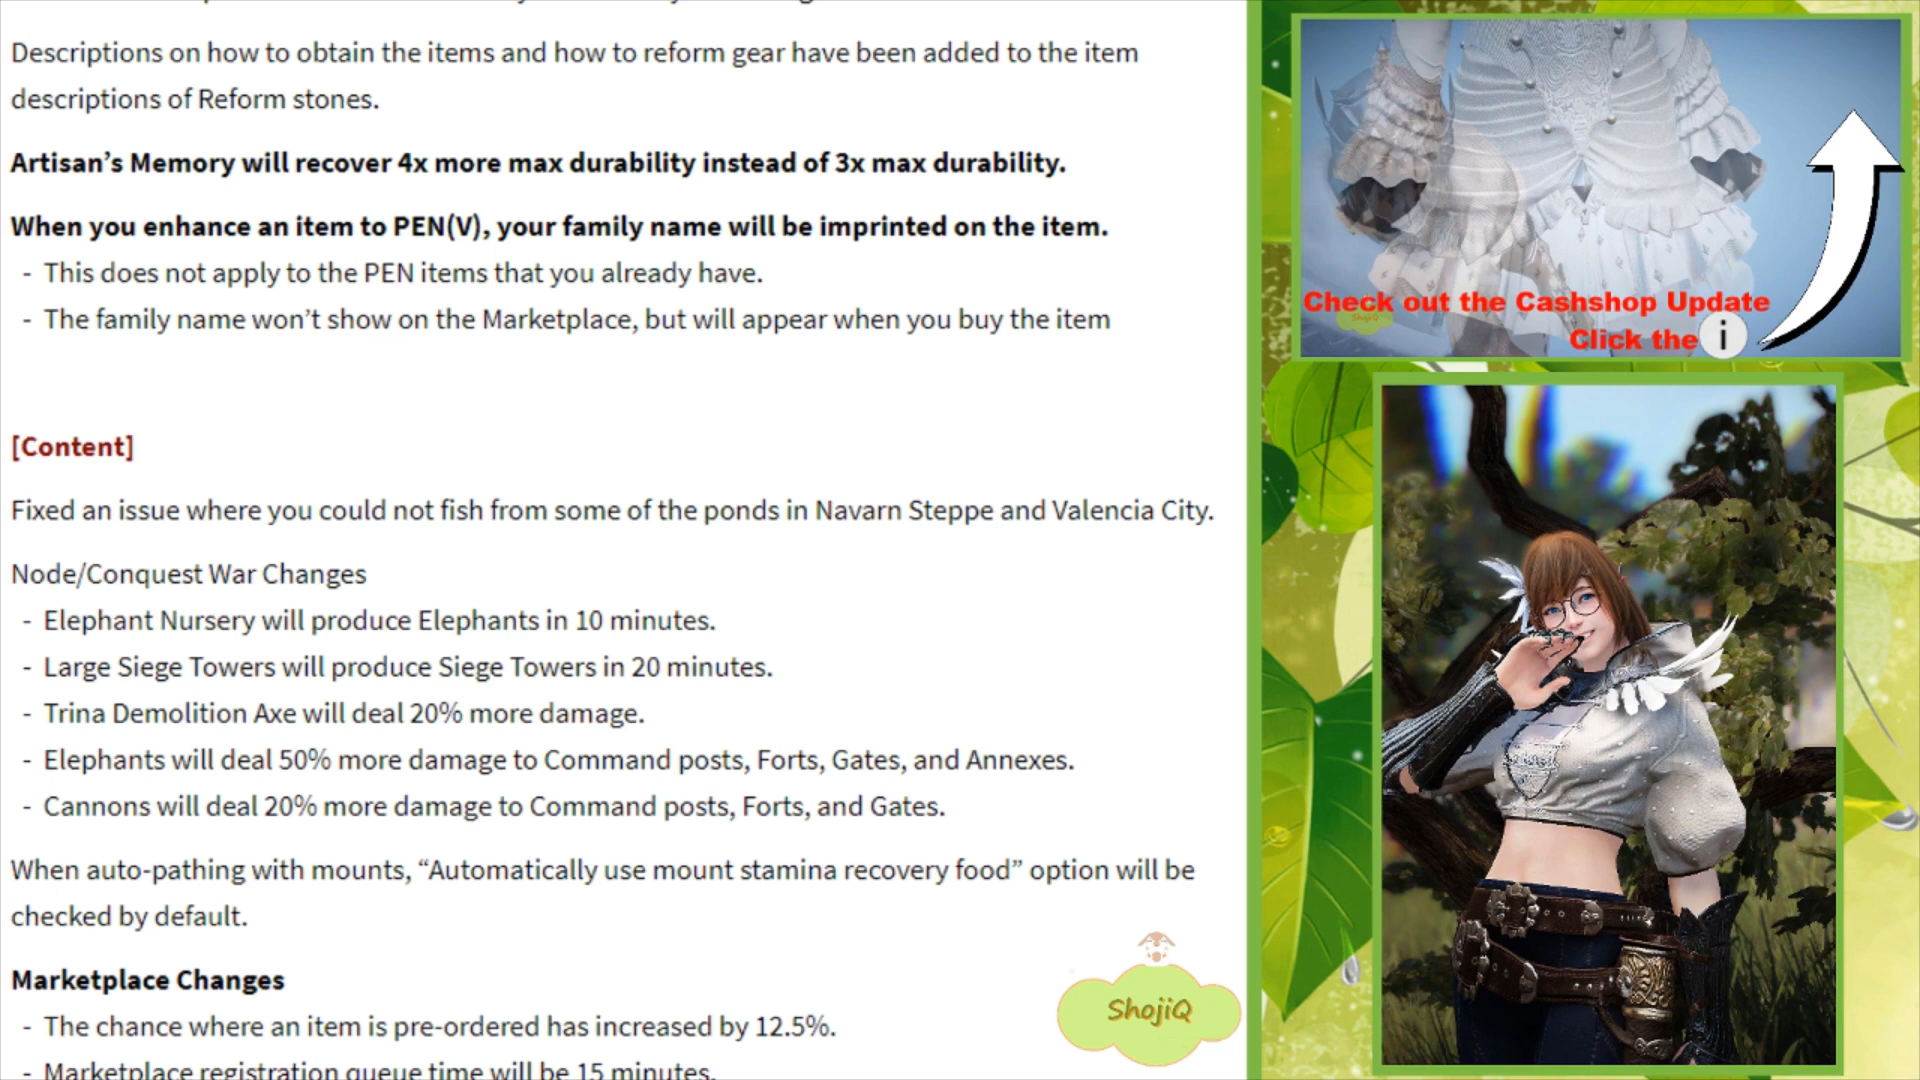 Descriptions on how to obtain the items and how to reform gear have been added to the item
descriptions of Reform stones.
Artisan’s Memory will recover 4x more max durability instead of 3x max durability.
When you enhance an item to PEN(V), your family name will be imprinted on the item.
- This does not apply to the PEN items that you already have.
- The family name won’t show on the Marketplace, but will appear when you buy the item
[Content]
Fixed an issue where you could not fish from some of the ponds in Navarn Steppe and Valencia City.
Node/Conquest War Changes
- Elephant Nursery will produce Elephants in 10 minutes.
- Large Siege Towers will produce Siege Towers in 20 minutes.
- Trina Demolition Axe will deal 20% more damage.
- Elephants will deal 50% more damage to Command posts, Forts, Gates, and Annexes.
- Cannons will deal 20% more damage to Command posts, Forts, and Gates.
When auto-pathing with mounts, “Automatically use mount stamina recovery food” option will be
checked by default.
Marketplace Changes
- The chance where an item is pre-ordered has increased by 12.5%.
- Marketplace registration queue time will be 15 minutes.
ShojiQ
Check out the Cashshop Update
Click the i
ShojiQ